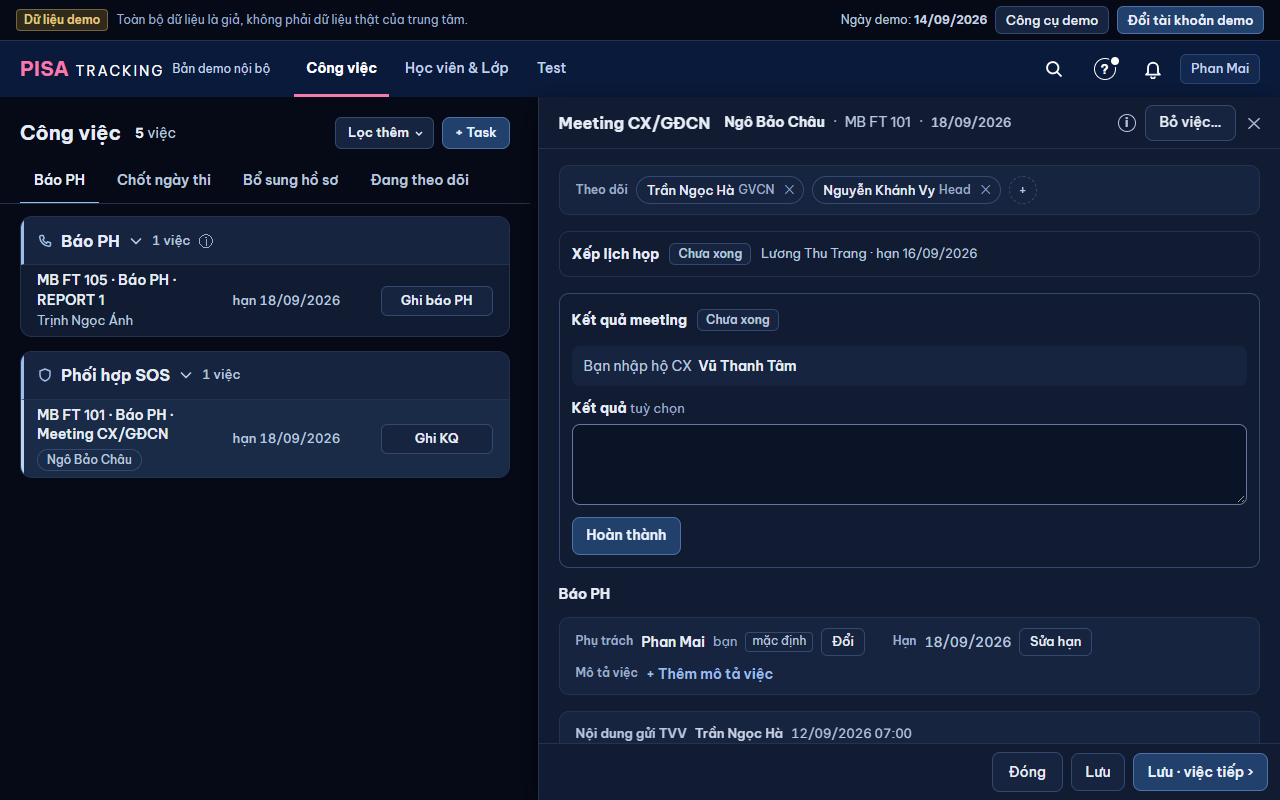 Dữ liệu demo Toàn bộ dữ liệu là giả, không phải dữ liệu thật của trung tâm. Ngày demo: 14/09/2026 Công cụ demo Đổi tài khoản demo
PISA TRACKING Bản demo nội bộ Công việc Học viên & Lớp Test ? Phan Mai
Công việc 5 việc Lọc thêm + Task
Báo PH Chốt ngày thi Bổ sung hồ sơ Đang theo dõi
Báo PH 1 việc
MB FT 105 · Báo PH ·
REPORT 1
Trịnh Ngọc Ánh
hạn 18/09/2026
Ghi báo PH
Phối hợp SOS 1 việc
MB FT 101 · Báo PH ·
Meeting CX/GĐCN
Ngô Bảo Châu
hạn 18/09/2026
Ghi KQ
Meeting CX/GĐCN Ngô Bảo Châu · MB FT 101 · 18/09/2026 Bỏ việc...
Theo dõi Trần Ngọc Hà GVCN Nguyễn Khánh Vy Head +
Xếp lịch họp Chưa xong Lương Thu Trang · hạn 16/09/2026
Kết quả meeting Chưa xong
Bạn nhập hộ CX Vũ Thanh Tâm
Kết quả tuỳ chọn
Hoàn thành
Báo PH
Phụ trách Phan Mai bạn mặc định Đổi Hạn 18/09/2026 Sửa hạn
Mô tả việc + Thêm mô tả việc
Nội dung gửi TVV Trần Ngọc Hà 12/09/2026 07:00
Đóng Lưu Lưu · việc tiếp ›